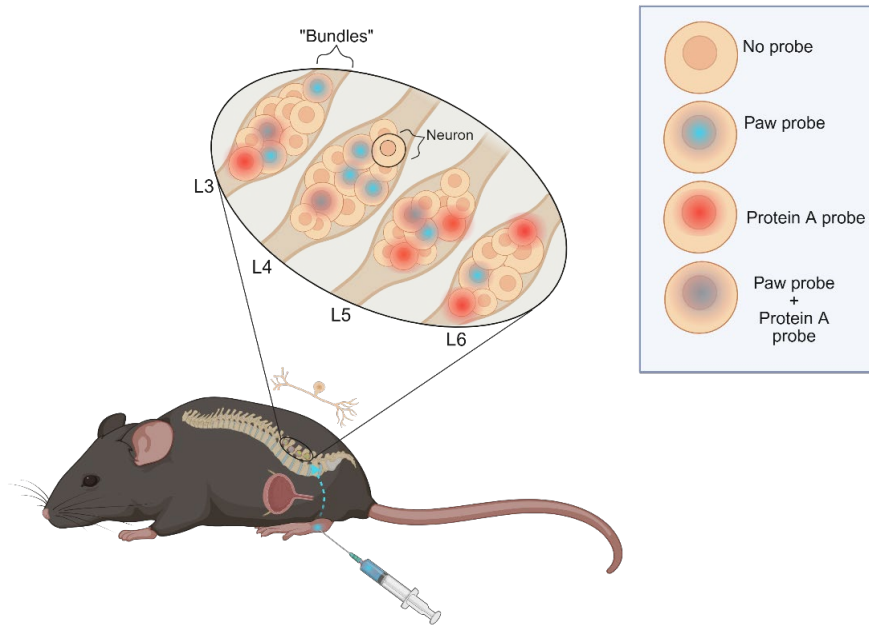 "Bundles"
Neuron
L3
L4
L5
L6
No probe
Paw probe
Protein A probe
Paw probe
+
Protein A
probe